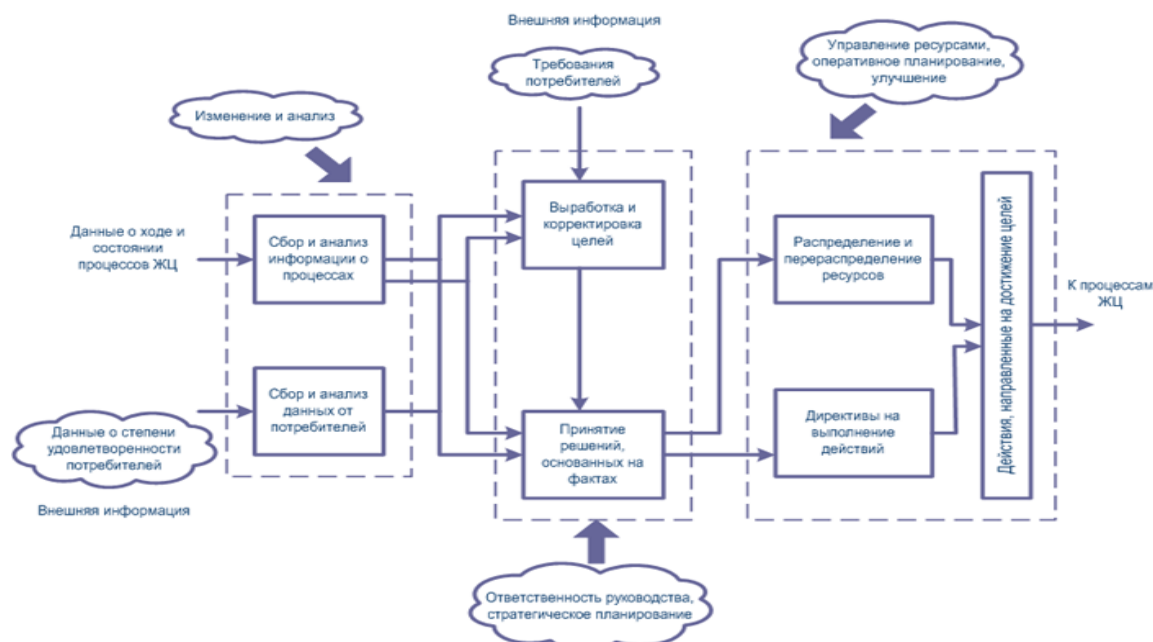 Внешняя информация
Требования
потребителей
Управление ресурсами,
оперативное планирование,
улучшение
Изменение и анализ
Данные о ходе и
состоянии
процессов ЖЦ
Сбор и анализ
информации о
процессах
Выработка и
корректировка
целей
Распределение и
перераспределение
ресурсов
Действия, направленные на достижение целей
К процессам
ЖЦ
Сбор и анализ
данных от
потребителей
Данные о степени
удовлетворенности
потребителей
Внешняя информация
Принятие
решений,
основанных на
фактах
Директивы на
выполнение
действий
Ответственность руководства,
стратегическое планирование